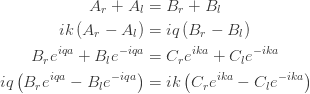 A_r + A_l = B_r + B_l
ik (A_r − A_l) = iq (B_r − B_l)
B_r e^{iqa} + B_l e^{−iqa} = C_r e^{ika} + C_l e^{−ika}
iq (B_r e^{iqa} − B_l e^{−iqa}) = ik (C_r e^{ika} − C_l e^{−ika})